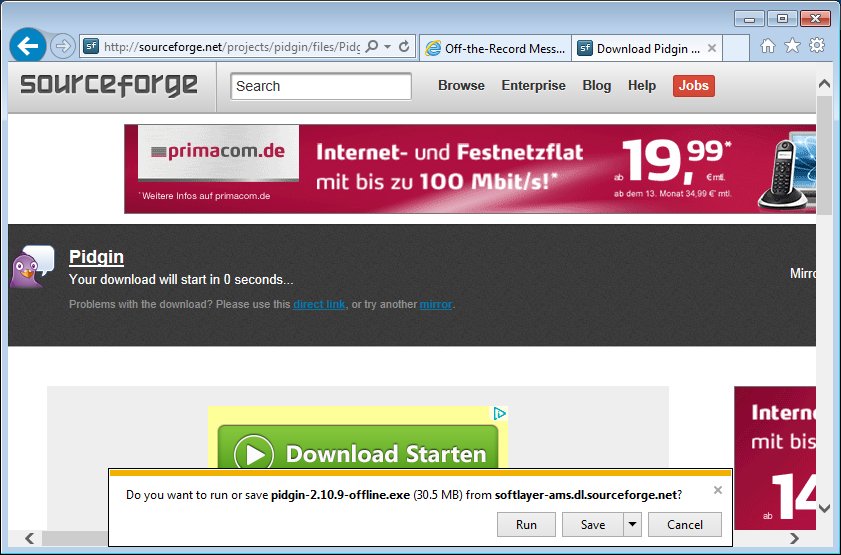 sf http://sourceforge.net/projects/pidgin/files/Pidg
Off-the-Record Mess...
sf Download Pidgin ...
sourceforge
Search
Browse Enterprise Blog Help Jobs
primacom.de
* Weitere Infos auf primacom.de
Internet- und Festnetzflat
mit bis zu 100 Mbit/s!*
ab 19,99* € mtl.
ab dem 13. Monat 34,99 €* mtl.
Pidgin
Your download will start in 0 seconds...
Mirro
Problems with the download? Please use this direct link, or try another mirror.
Download Starten
Intern
mit bis
ab 14
Do you want to run or save pidgin-2.10.9-offline.exe (30.5 MB) from softlayer-ams.dl.sourceforge.net?
Run Save Cancel